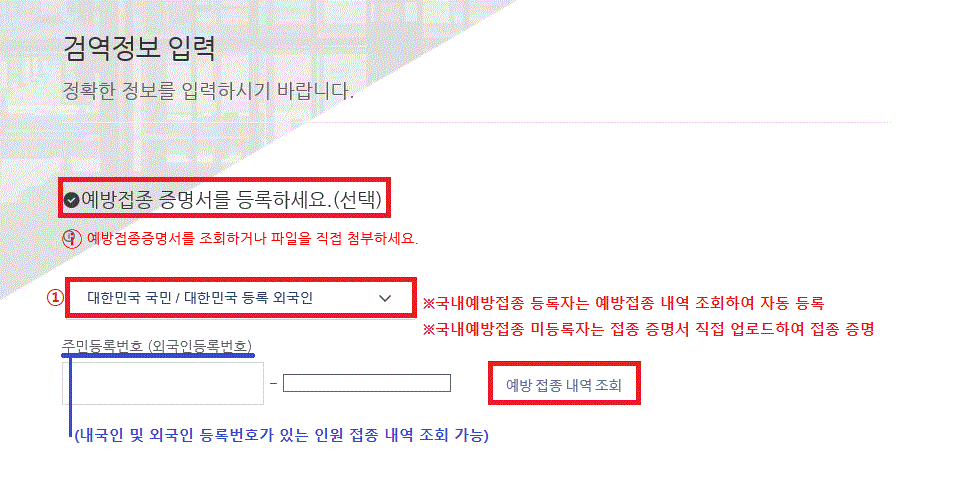 검역정보 입력
정확한 정보를 입력하시기 바랍니다.
예방접종 증명서를 등록하세요.(선택)
예방접종증명서를 조회하거나 파일을 직접 첨부하세요.
① 대한민국 국민 / 대한민국 등록 외국인
※국내예방접종 등록자는 예방접종 내역 조회하여 자동 등록
※국내예방접종 미등록자는 접종 증명서 직접 업로드하여 접종 증명
주민등록번호 (외국인등록번호)
– 예방 접종 내역 조회
(내국인 및 외국인 등록번호가 있는 인원 접종 내역 조회 가능)